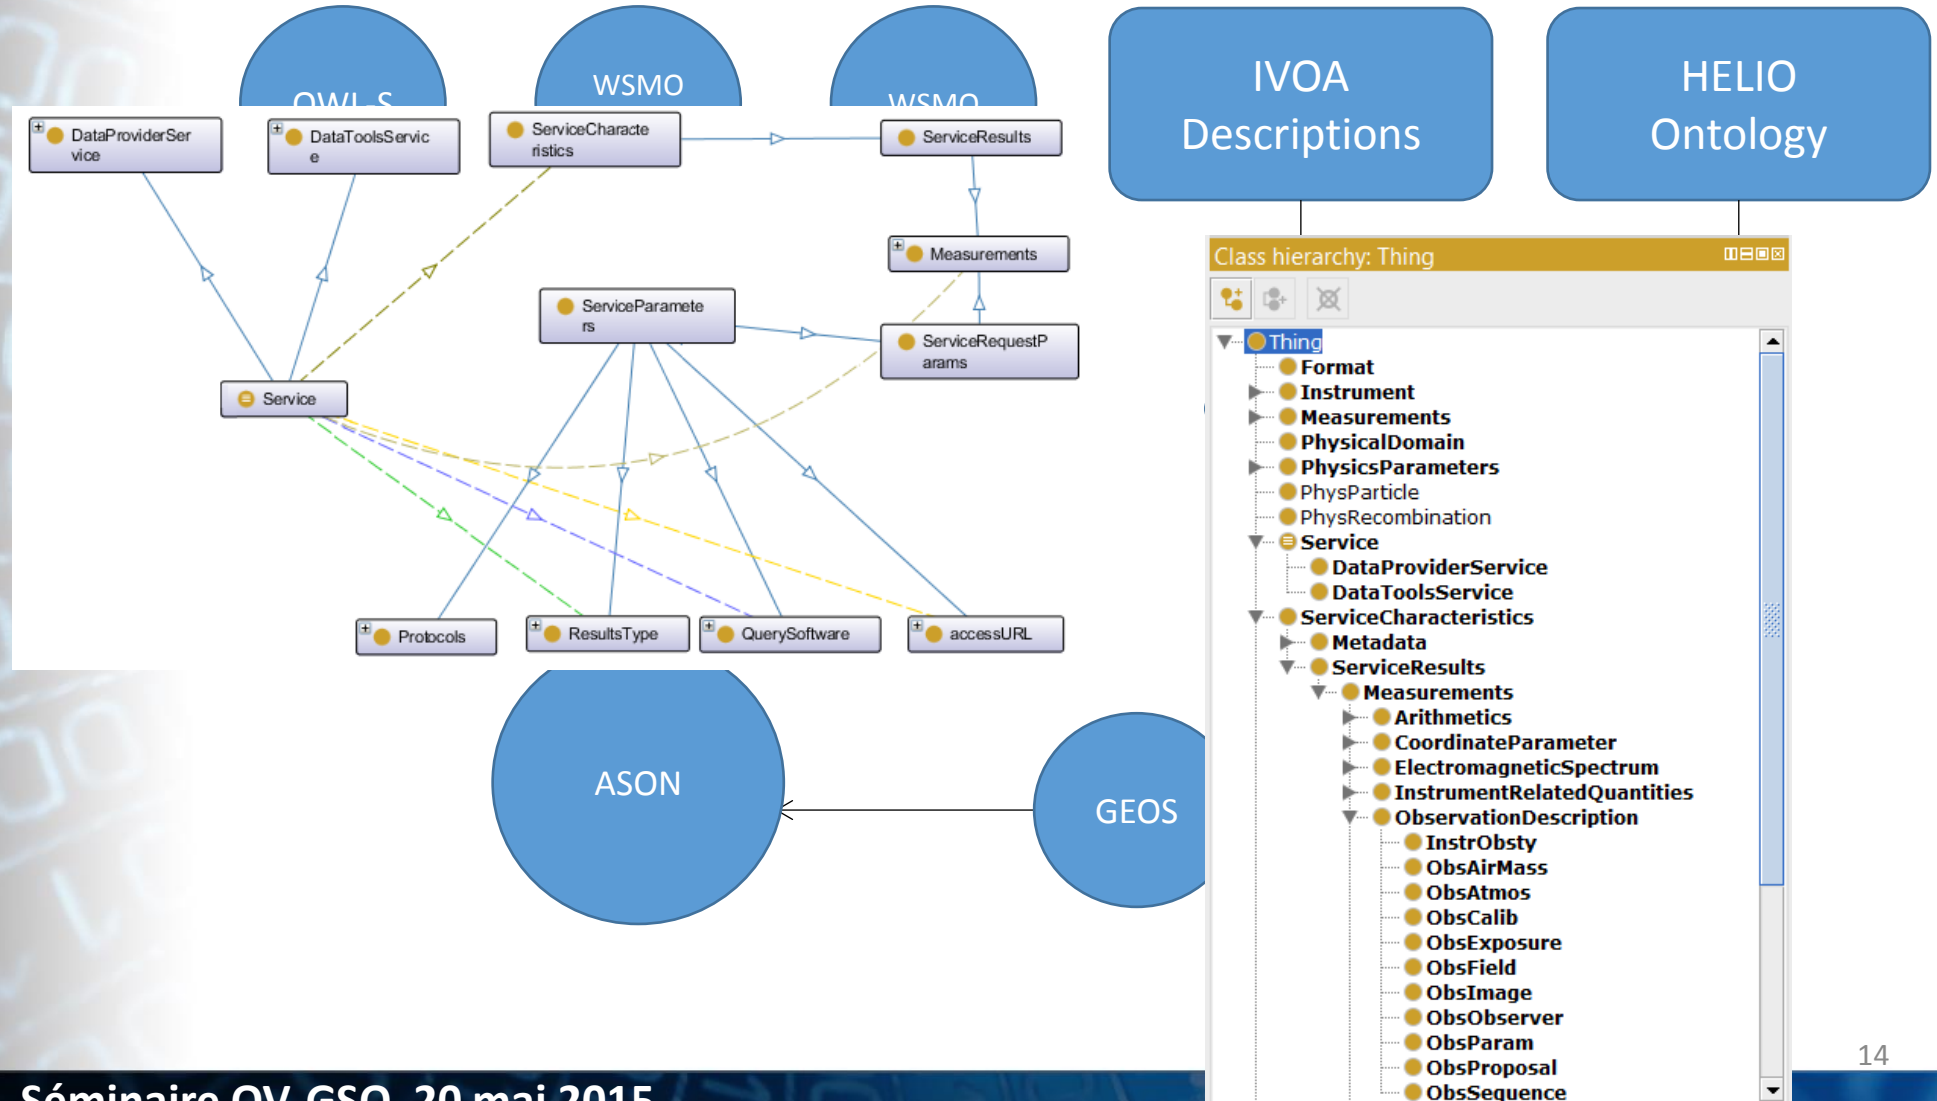 OWL-S
WSMO
WSMO
IVOA
Descriptions
HELIO
Ontology
DataProviderSer
vice
DataToolsServic
e
ServiceCharacte
ristics
ServiceResults
Measurements
ServiceParamete
rs
ServiceRequestP
arams
Service
Protocols
ResultsType
QuerySoftware
accessURL
ASON
GEOS
Class hierarchy: Thing
Thing
Format
Instrument
Measurements
PhysicalDomain
PhysicsParameters
PhysParticle
PhysRecombination
Service
DataProviderService
DataToolsService
ServiceCharacteristics
Metadata
ServiceResults
Measurements
Arithmetics
CoordinateParameter
ElectromagneticSpectrum
InstrumentRelatedQuantities
ObservationDescription
InstrObsty
ObsAirMass
ObsAtmos
ObsCalib
ObsExposure
ObsField
ObsImage
ObsObserver
ObsParam
ObsProposal
ObsSequence
14
Séminaire OV-GSO, 20 mai 2015